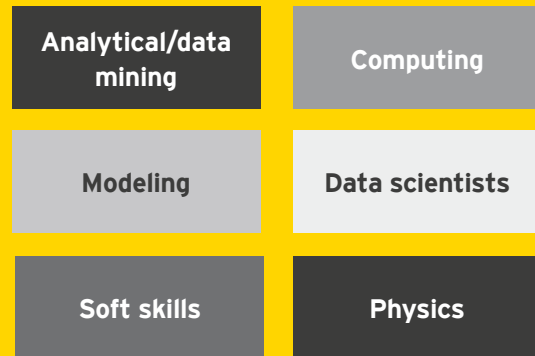 Analytical/data
mining
Computing
Modeling
Data scientists
Soft skills
Physics